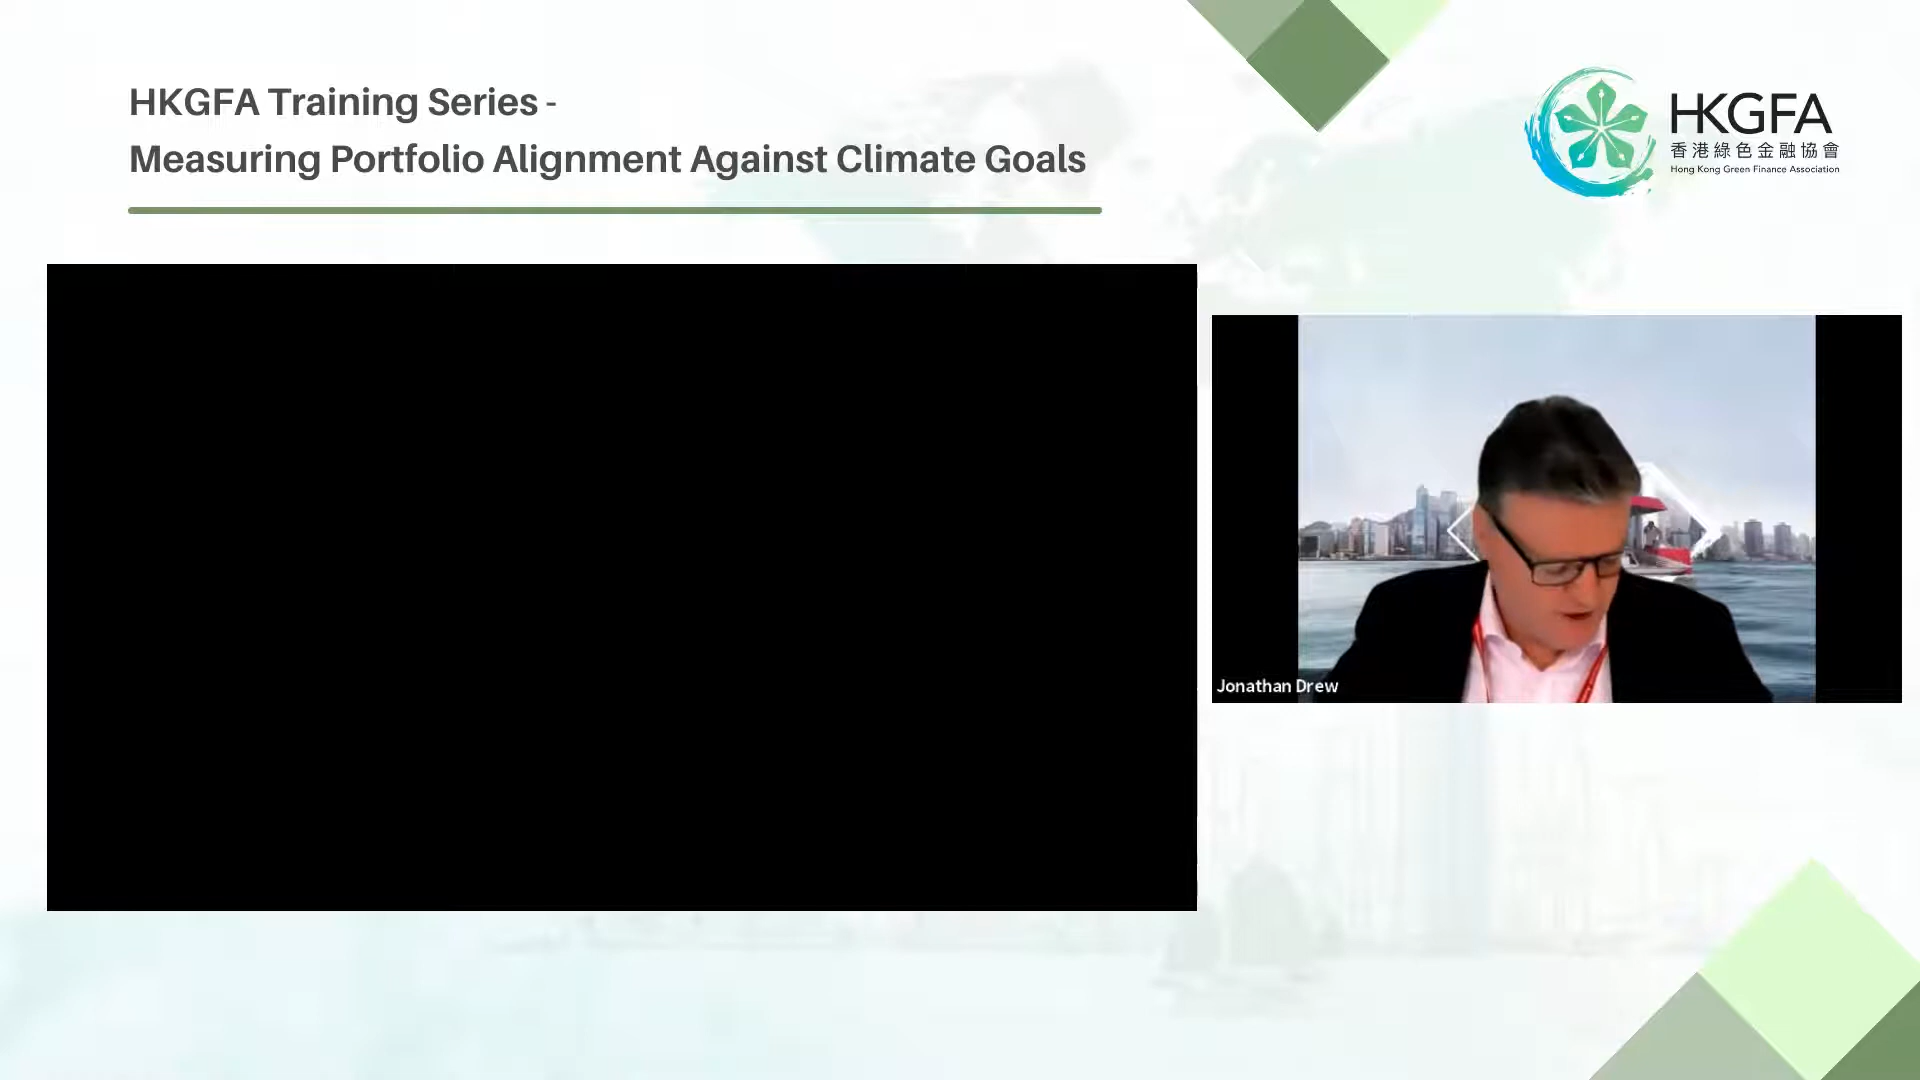 HKGFA Training Series -
Measuring Portfolio Alignment Against Climate Goals
HKGFA
香港綠色金融協會
Hong Kong Green Finance Association
Jonathan Drew